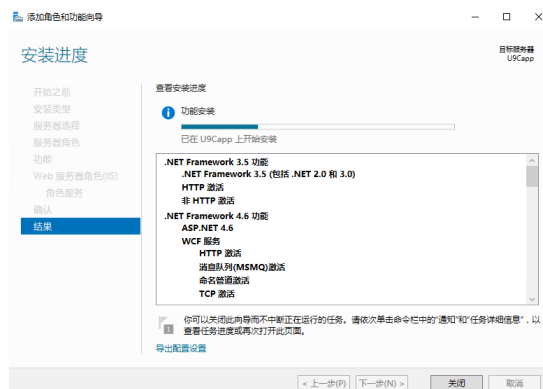 添加角色和功能向导
安装进度
目标服务器
U9Capp
开始之前
安装类型
服务器选择
服务器角色
功能
Web 服务器角色(IIS)
角色服务
确认
结果
查看安装进度
功能安装
已在 U9Capp 上开始安装
.NET Framework 3.5 功能
.NET Framework 3.5 (包括 .NET 2.0 和 3.0)
HTTP 激活
非 HTTP 激活
.NET Framework 4.6 功能
ASP.NET 4.6
WCF 服务
HTTP 激活
消息队列(MSMQ)激活
命名管道激活
TCP 激活
你可以关闭此向导而不中断正在运行的任务。请依次单击命令栏中的"通知"和"任务详细信息"，以
查看任务进度或再次打开此页面。
导出配置设置
< 上一步(P)
下一步(N) >
关闭
取消